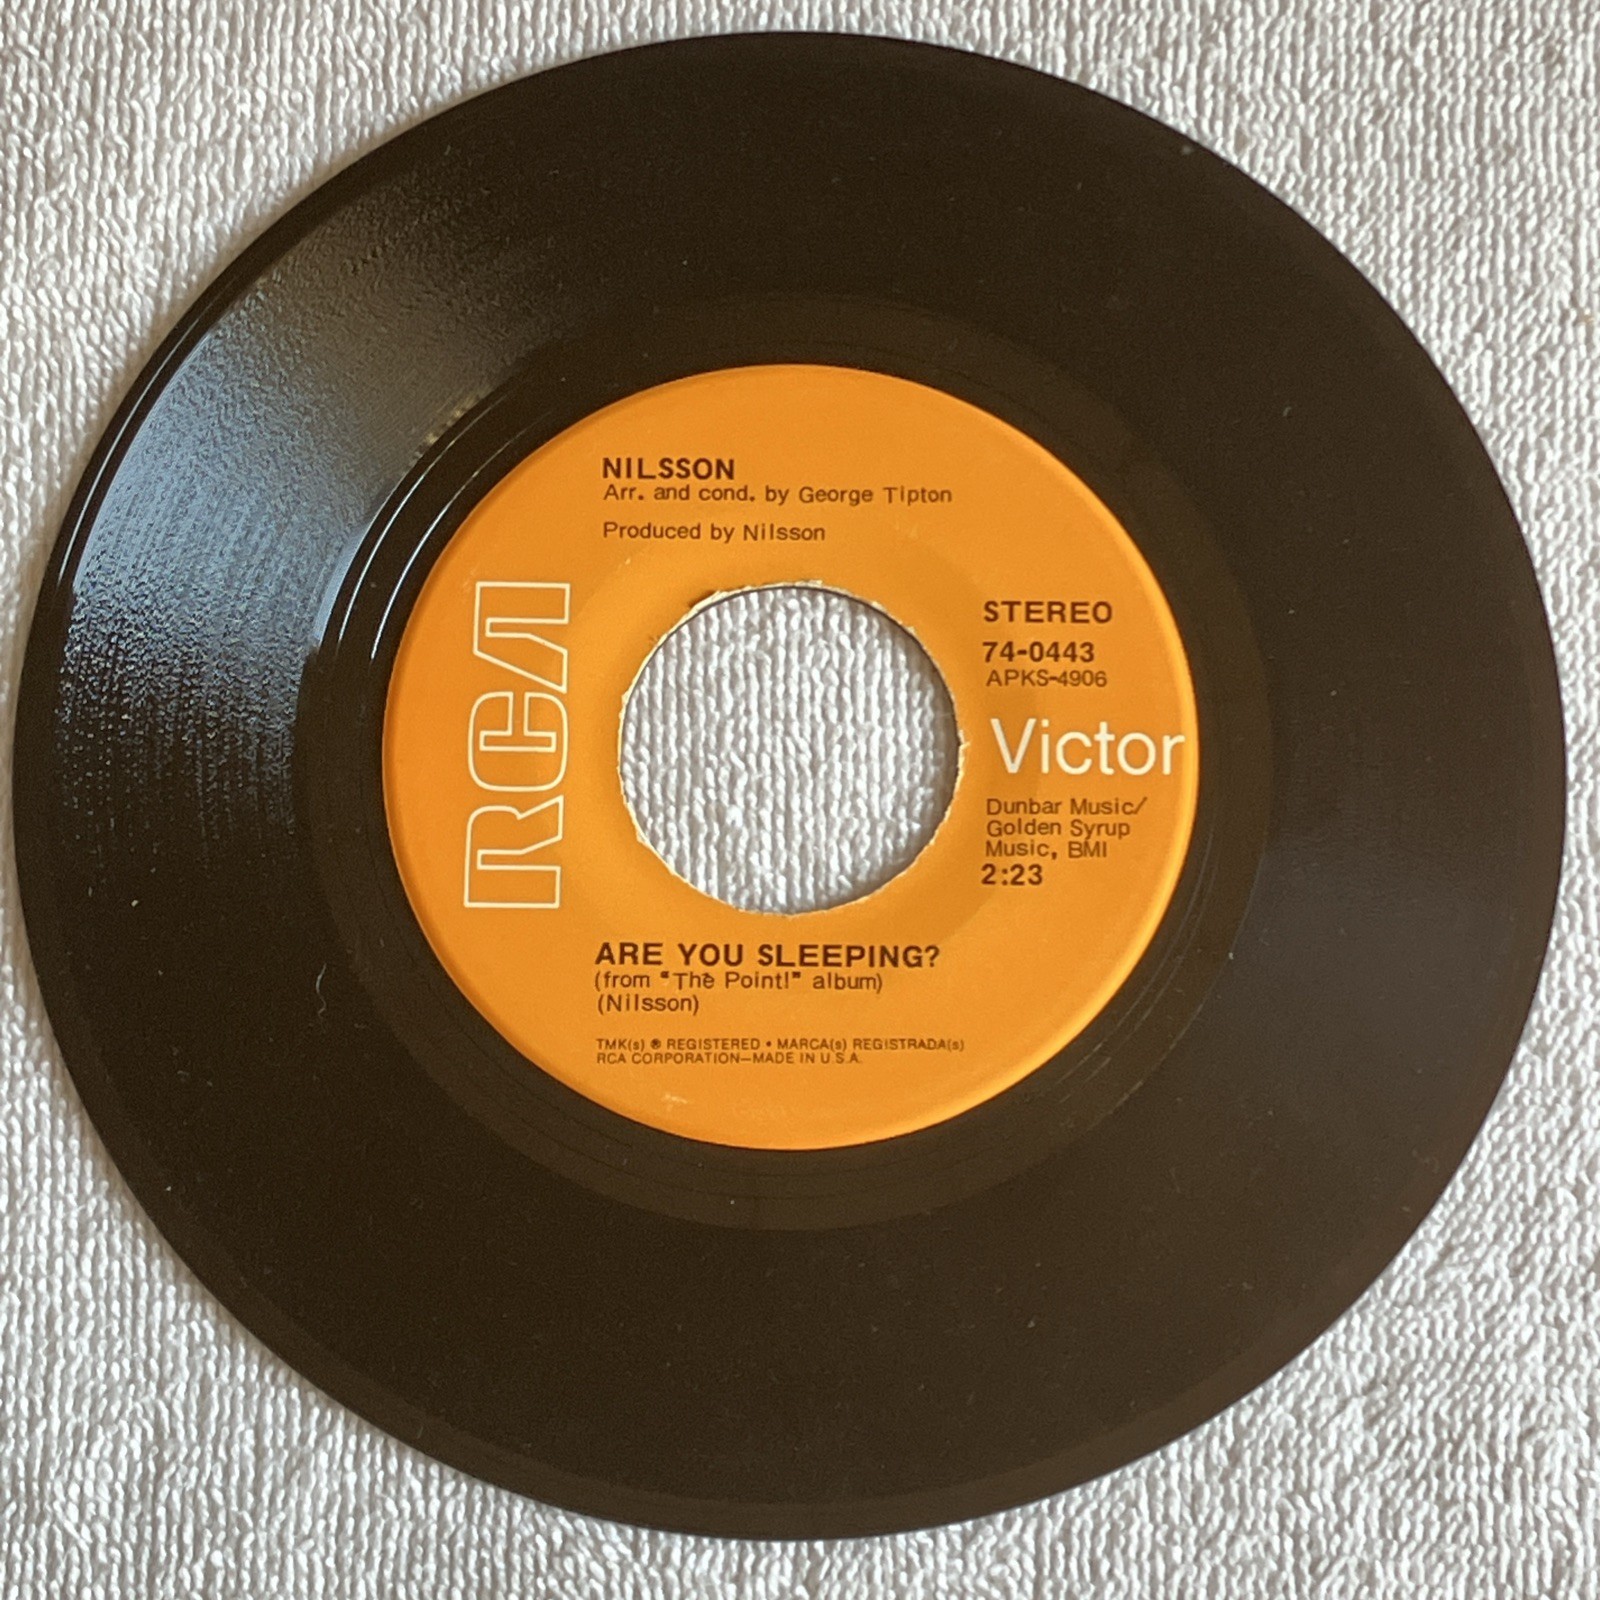 NILSSON
Arr. and cond. by George Tipton
Produced by Nilsson
RCA
STEREO
74-0443
APKS-4906
Victor
Dunbar Music/
Golden Syrup
Music, BMI
2:23
ARE YOU SLEEPING?
(from "The Point!" album)
(Nilsson)
TMK(s) ® REGISTERED • MARCA(s) REGISTRADA(s)
RCA CORPORATION—MADE IN U.S.A.